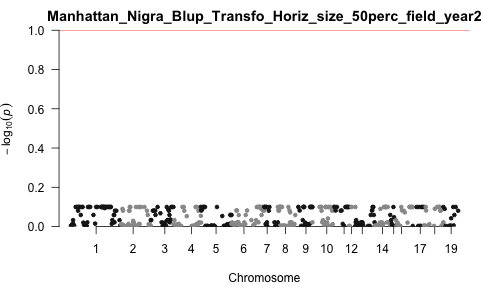 Manhattan_Nigra_Blup_Transfo_Horiz_size_50perc_field_year2
1.0
0.8
0.6
0.4
0.2
0.0
− log10(p)
1 2 3 4 5 6 7 8 9 10 12 14 17 19
Chromosome